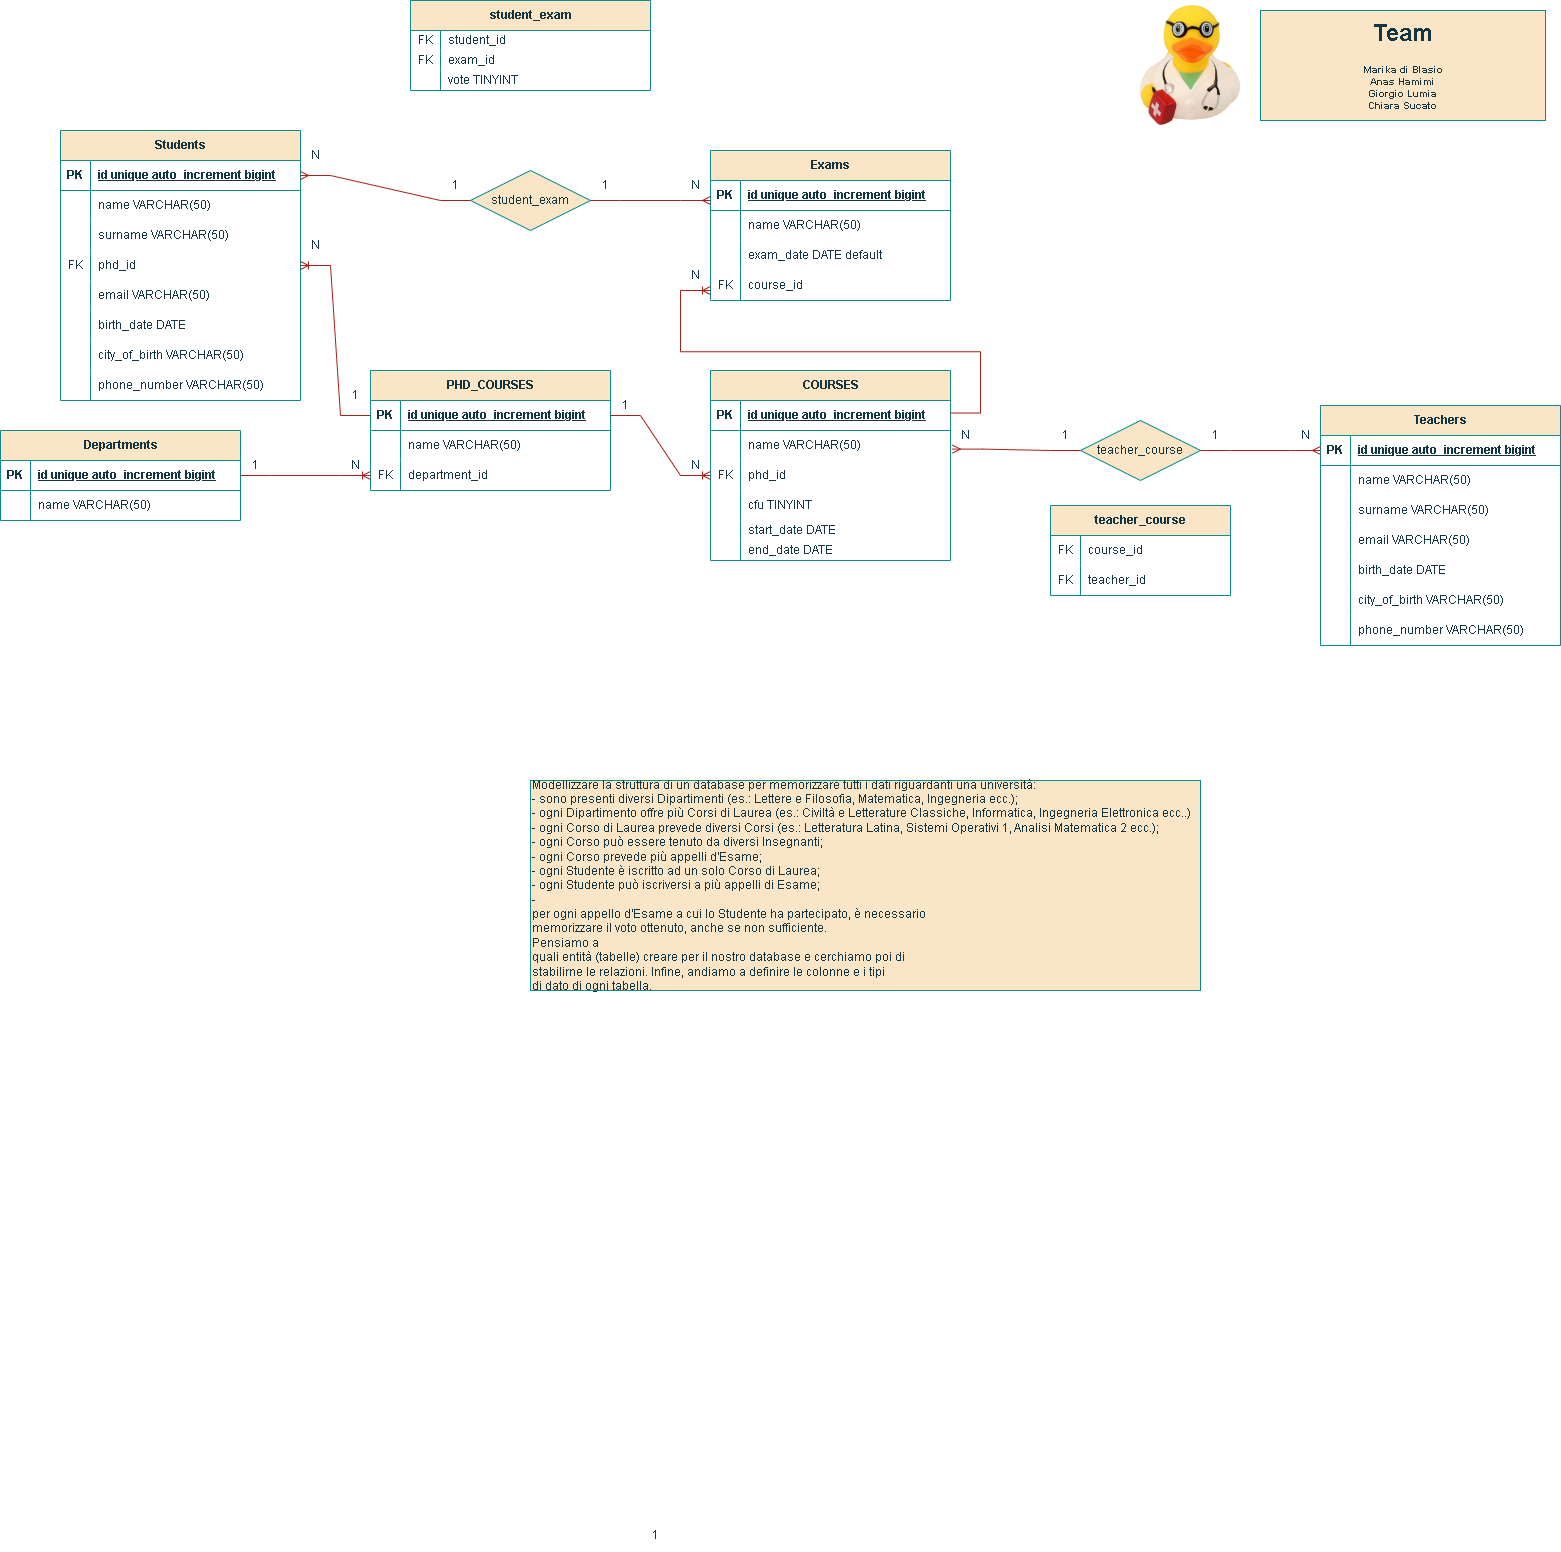 student_exam
FK student_id
FK exam_id
vote TINYINT
Team
Marika di Blasio
Anas Hamimi
Giorgio Lumia
Chiara Sucato
Students
PK id unique auto_increment bigint
name VARCHAR(50)
surname VARCHAR(50)
FK phd_id
email VARCHAR(50)
birth_date DATE
city_of_birth VARCHAR(50)
phone_number VARCHAR(50)
N
1
student_exam
1
N
N
1
Exams
PK id unique auto_increment bigint
name VARCHAR(50)
exam_date DATE default
FK course_id
N
Departments
PK id unique auto_increment bigint
name VARCHAR(50)
1
N
PHD_COURSES
PK id unique auto_increment bigint
name VARCHAR(50)
FK department_id
1
N
COURSES
PK id unique auto_increment bigint
name VARCHAR(50)
FK phd_id
cfu TINYINT
start_date DATE
end_date DATE
N
1
teacher_course
1
N
teacher_course
FK course_id
FK teacher_id
Teachers
PK id unique auto_increment bigint
name VARCHAR(50)
surname VARCHAR(50)
email VARCHAR(50)
birth_date DATE
city_of_birth VARCHAR(50)
phone_number VARCHAR(50)
Modellizzare la struttura di un database per memorizzare tutti i dati riguardanti una università:
- sono presenti diversi Dipartimenti (es.: Lettere e Filosofia, Matematica, Ingegneria ecc.);
- ogni Dipartimento offre più Corsi di Laurea (es.: Civiltà e Letterature Classiche, Informatica, Ingegneria Elettronica ecc..)
- ogni Corso di Laurea prevede diversi Corsi (es.: Letteratura Latina, Sistemi Operativi 1, Analisi Matematica 2 ecc.);
- ogni Corso può essere tenuto da diversi Insegnanti;
- ogni Corso prevede più appelli d'Esame;
- ogni Studente è iscritto ad un solo Corso di Laurea;
- ogni Studente può iscriversi a più appelli di Esame;
-
per ogni appello d'Esame a cui lo Studente ha partecipato, è necessario
memorizzare il voto ottenuto, anche se non sufficiente.
Pensiamo a
quali entità (tabelle) creare per il nostro database e cerchiamo poi di
stabilirne le relazioni. Infine, andiamo a definire le colonne e i tipi
di dato di ogni tabella.
1